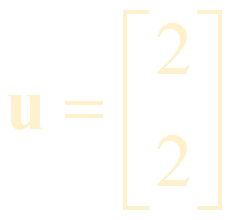 u = [2
2]